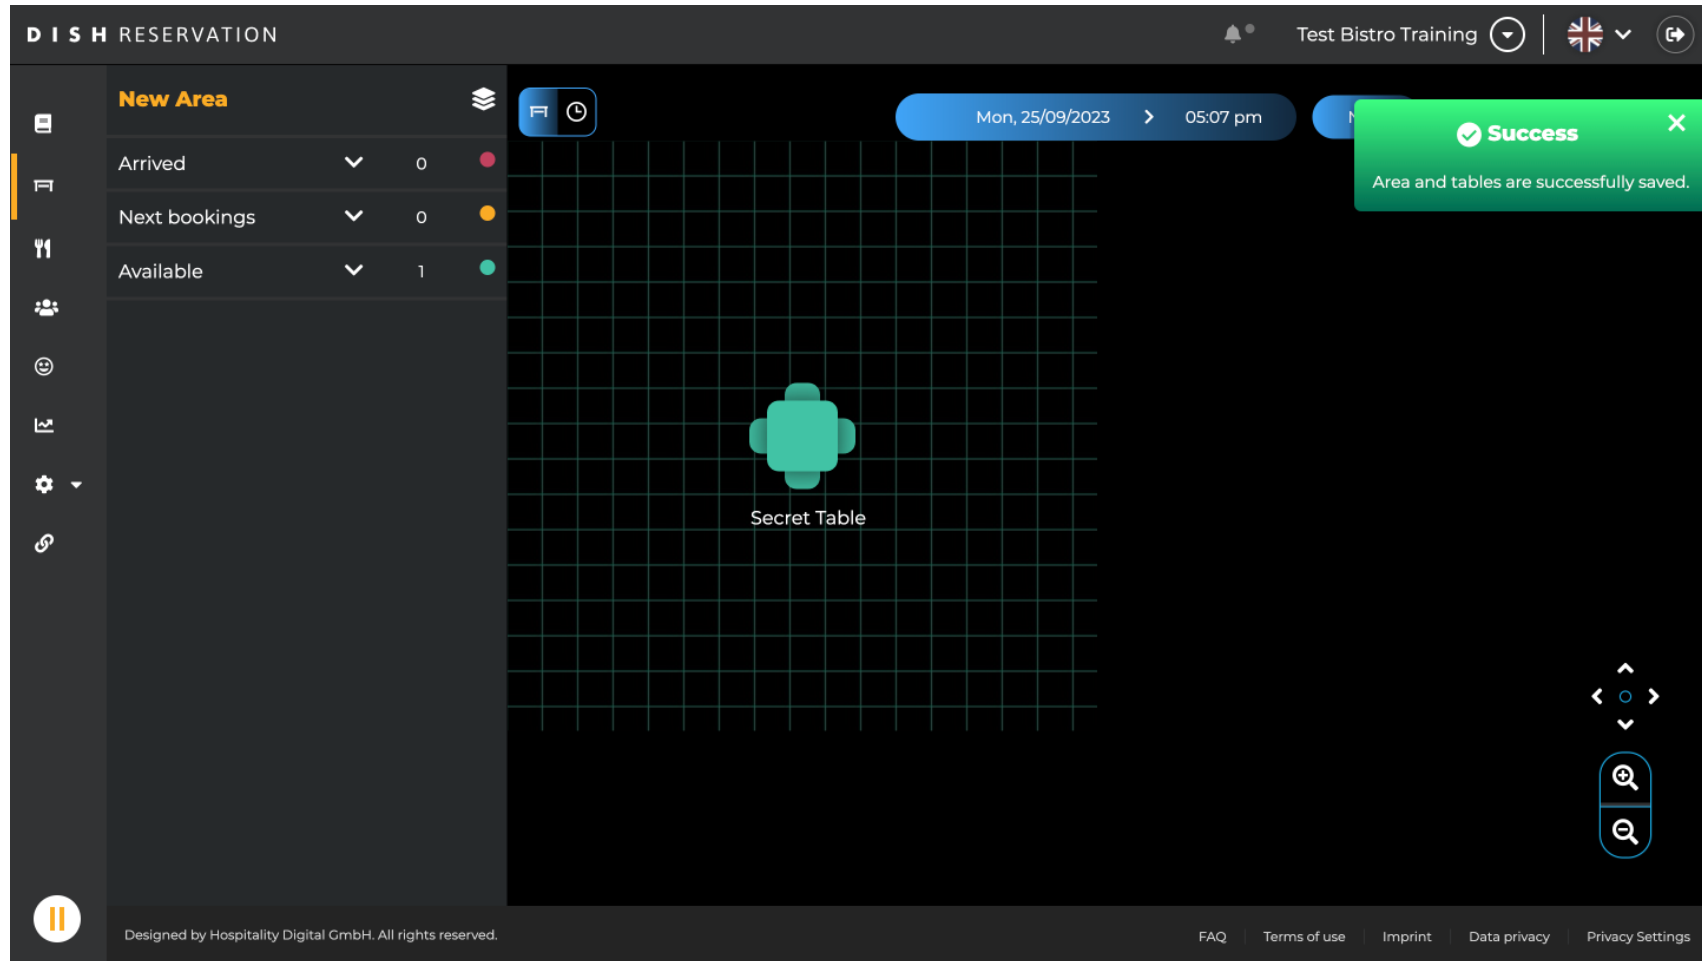 DISH RESERVATION
Test Bistro Training
New Area
Mon, 25/09/2023
05:07 pm
Success
Area and tables are successfully saved.
Arrived
0
Next bookings
0
Available
1
Secret Table
Designed by Hospitality Digital GmbH. All rights reserved.
FAQ
Terms of use
Imprint
Data privacy
Privacy Settings